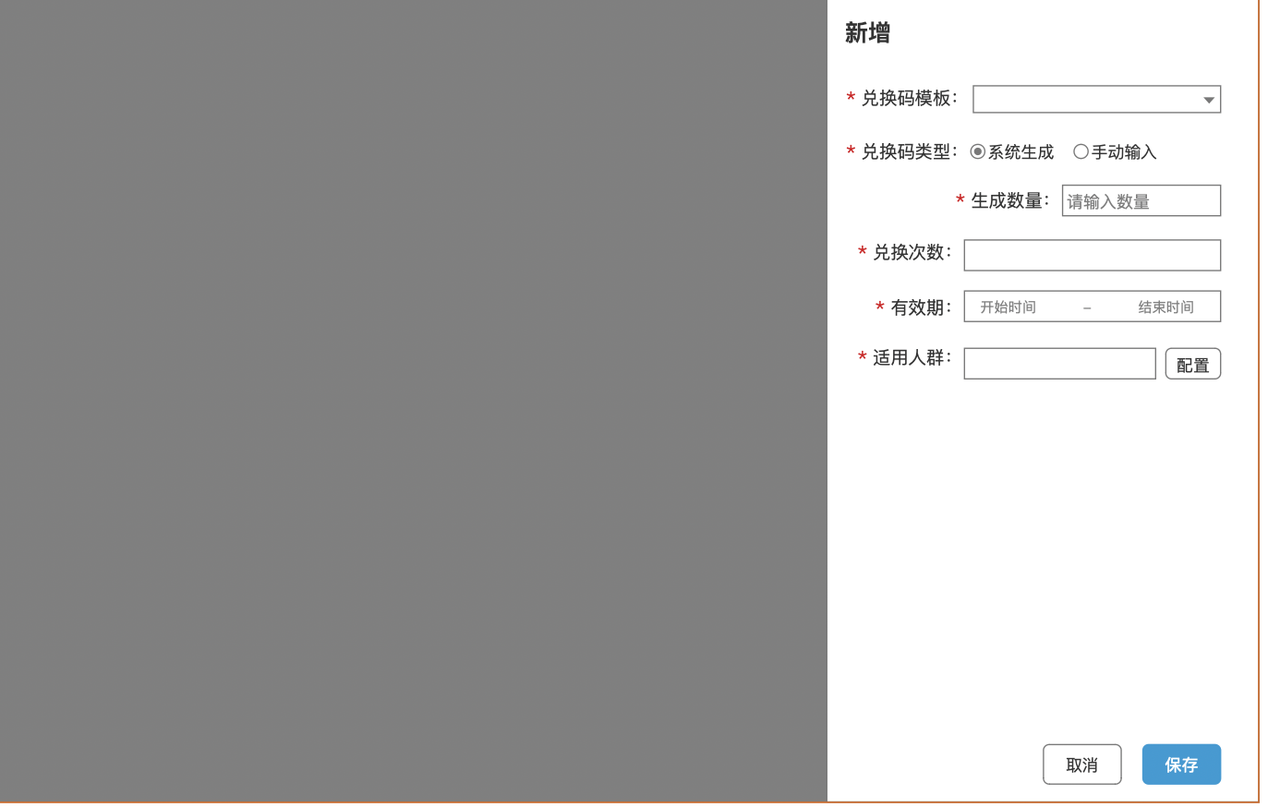 新增
* 兑换码模板:
* 兑换码类型: 系统生成 手动输入
* 生成数量: 请输入数量
* 兑换次数:
* 有效期: 开始时间 – 结束时间
* 适用人群: 配置
取消 保存